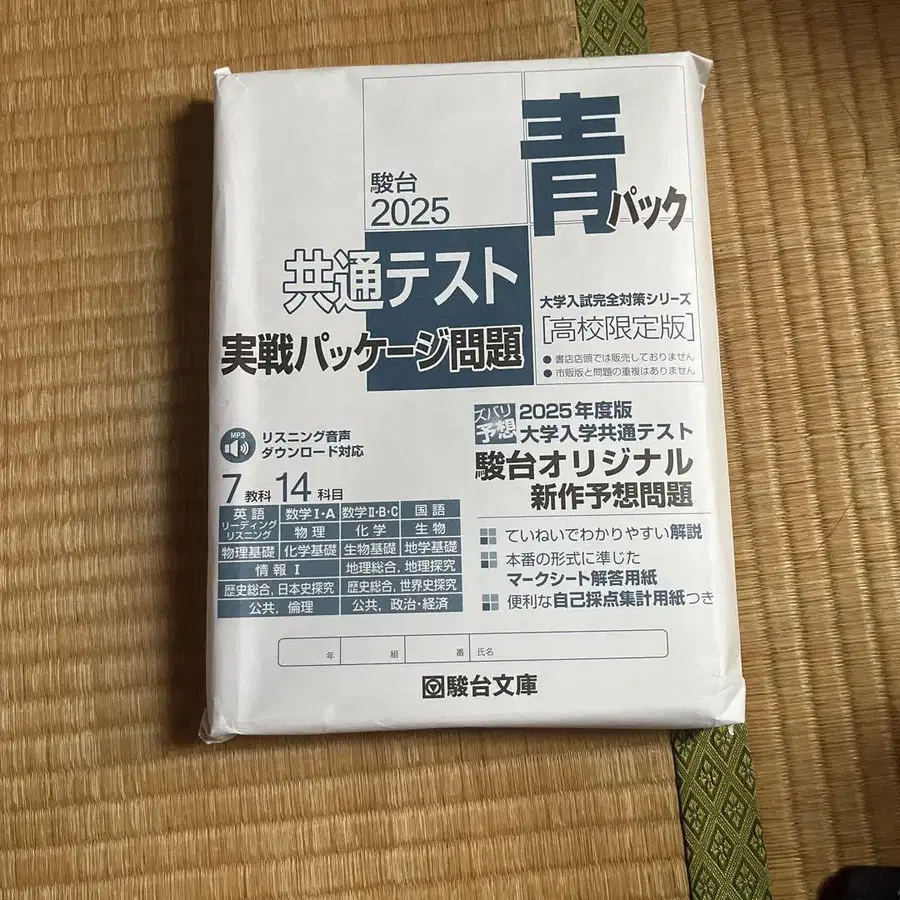 青パック
駿台
2025
共通テスト
実戦パッケージ問題
大学入試完全対策シリーズ
[高校限定版]
● 書店店頭では販売しておりません
● 市販版と問題の重複はありません
ズバリ予想
2025年度版
大学入学共通テスト
駿台オリジナル
新作予想問題
MP3
リスニング音声
ダウンロード対応
7教科14科目
英語
リーディング
リスニング
数学Ⅰ・A
数学Ⅱ・B・C
国語
物理
化学
生物
物理基礎
化学基礎
生物基礎
地学基礎
情報Ⅰ
地理総合, 地理探究
歴史総合, 日本史探究
歴史総合, 世界史探究
公共, 倫理
公共, 政治・経済
ていねいでわかりやすい解説
本番の形式に準じた
マークシート解答用紙
便利な自己採点集計用紙つき
年 組 番 氏名
駿台文庫